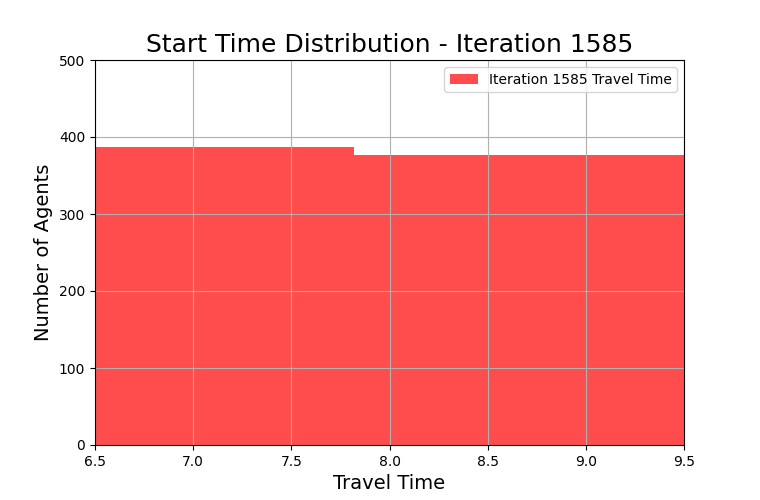 Start Time Distribution - Iteration 1585
Iteration 1585 Travel Time
Number of Agents
500
400
300
200
100
0
6.5 7.0 7.5 8.0 8.5 9.0 9.5
Travel Time